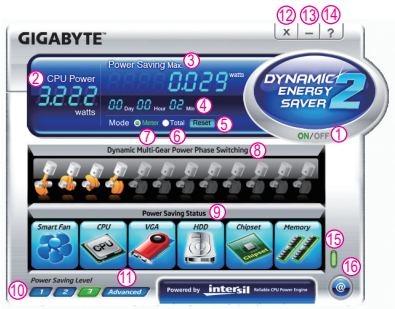 12 13 14
X – ?
GIGABYTE™
Power Saving Max 3
2 CPU Power
0.029 watts
3.222
watts
00 Day 00 Hour 02 Min 4
Mode Meter Total Reset 5
7 6
DYNAMIC
ENERGY
SAVER 2
ON/OFF 1
Dynamic Multi-Gear Power Phase Switching 8
Power Saving Status 9
Smart Fan CPU VGA HDD Chipset Memory
CPU Chipset
15
16
Power Saving Level 11
10 1 2 3 Advanced
Powered by intersil Reliable CPU Power Engine
@